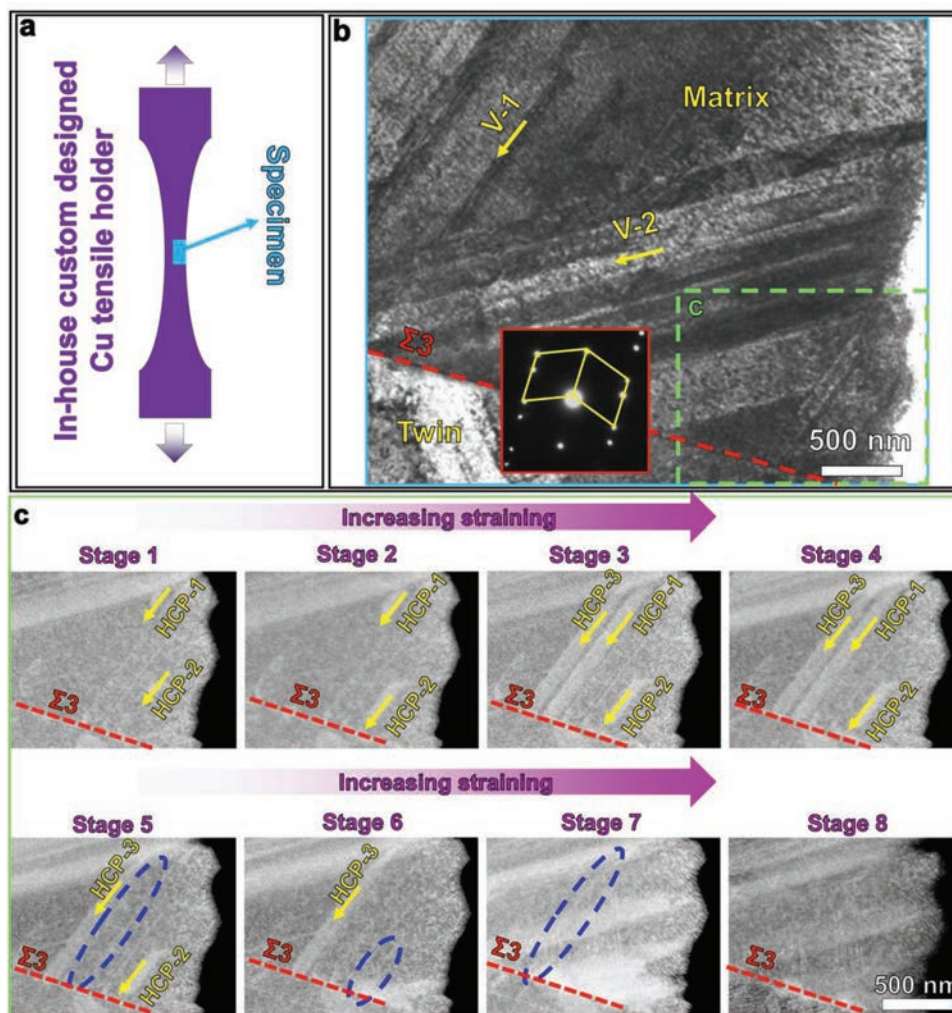 a
In-house custom designed
Cu tensile holder
Specimen
b
V-1
Matrix
V-2
Σ3
C
Twin
500 nm
c
Increasing straining
Stage 1
Stage 2
Stage 3
Stage 4
HCP-1
HCP-2
Σ3
HCP-1
HCP-2
Σ3
HCP-3
HCP-1
HCP-2
Σ3
HCP-3
HCP-1
HCP-2
Σ3
Increasing straining
Stage 5
Stage 6
Stage 7
Stage 8
HCP-3
HCP-2
Σ3
HCP-3
Σ3
Σ3
Σ3
500 nm